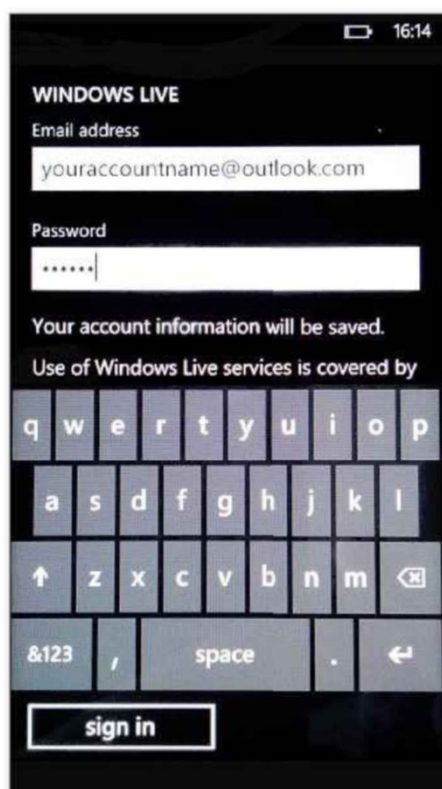 16:14
WINDOWS LIVE
Email address
youraccountname@outlook.com
Password
••••••
Your account information will be saved.
Use of Windows Live services is covered by
q w e r t y u i o p
a s d f g h j k l
z x c v b n m
&123 , space .
sign in